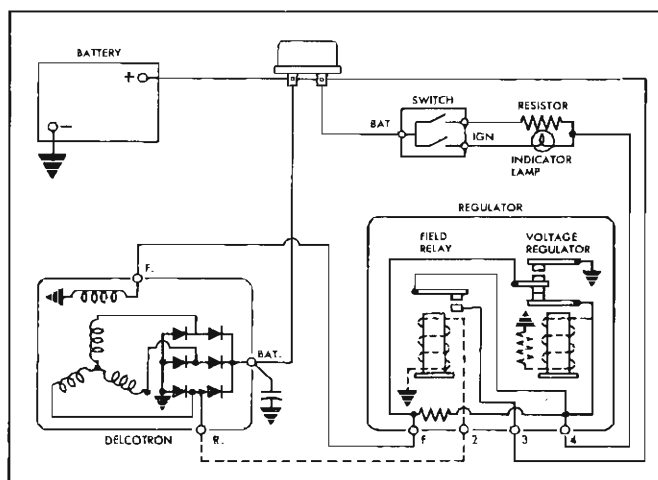 BATTERY
+
-
SWITCH
BAT
IGN
RESISTOR
INDICATOR
LAMP
REGULATOR
FIELD
RELAY
VOLTAGE
REGULATOR
F.
BAT.
DELCOTRON
R.
F
2
3
4